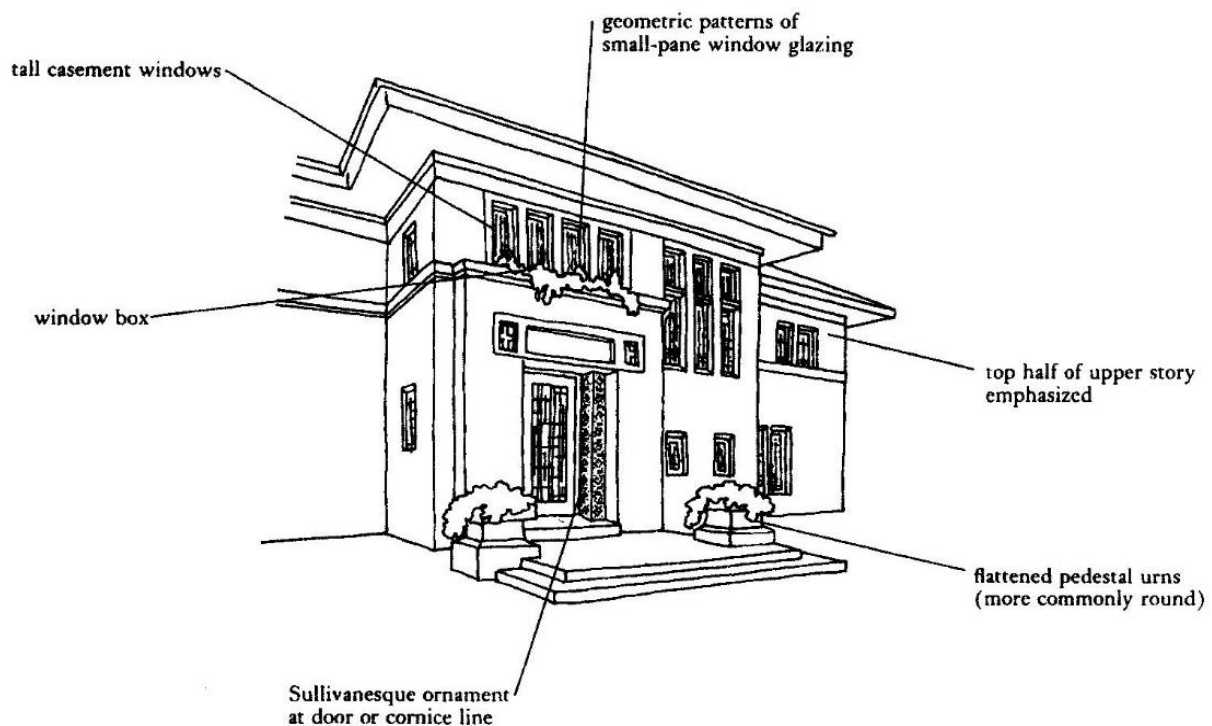 geometric patterns of
small-pane window glazing
tall casement windows
window box
top half of upper story
emphasized
flattened pedestal urns
(more commonly round)
Sullivanesque ornament
at door or cornice line